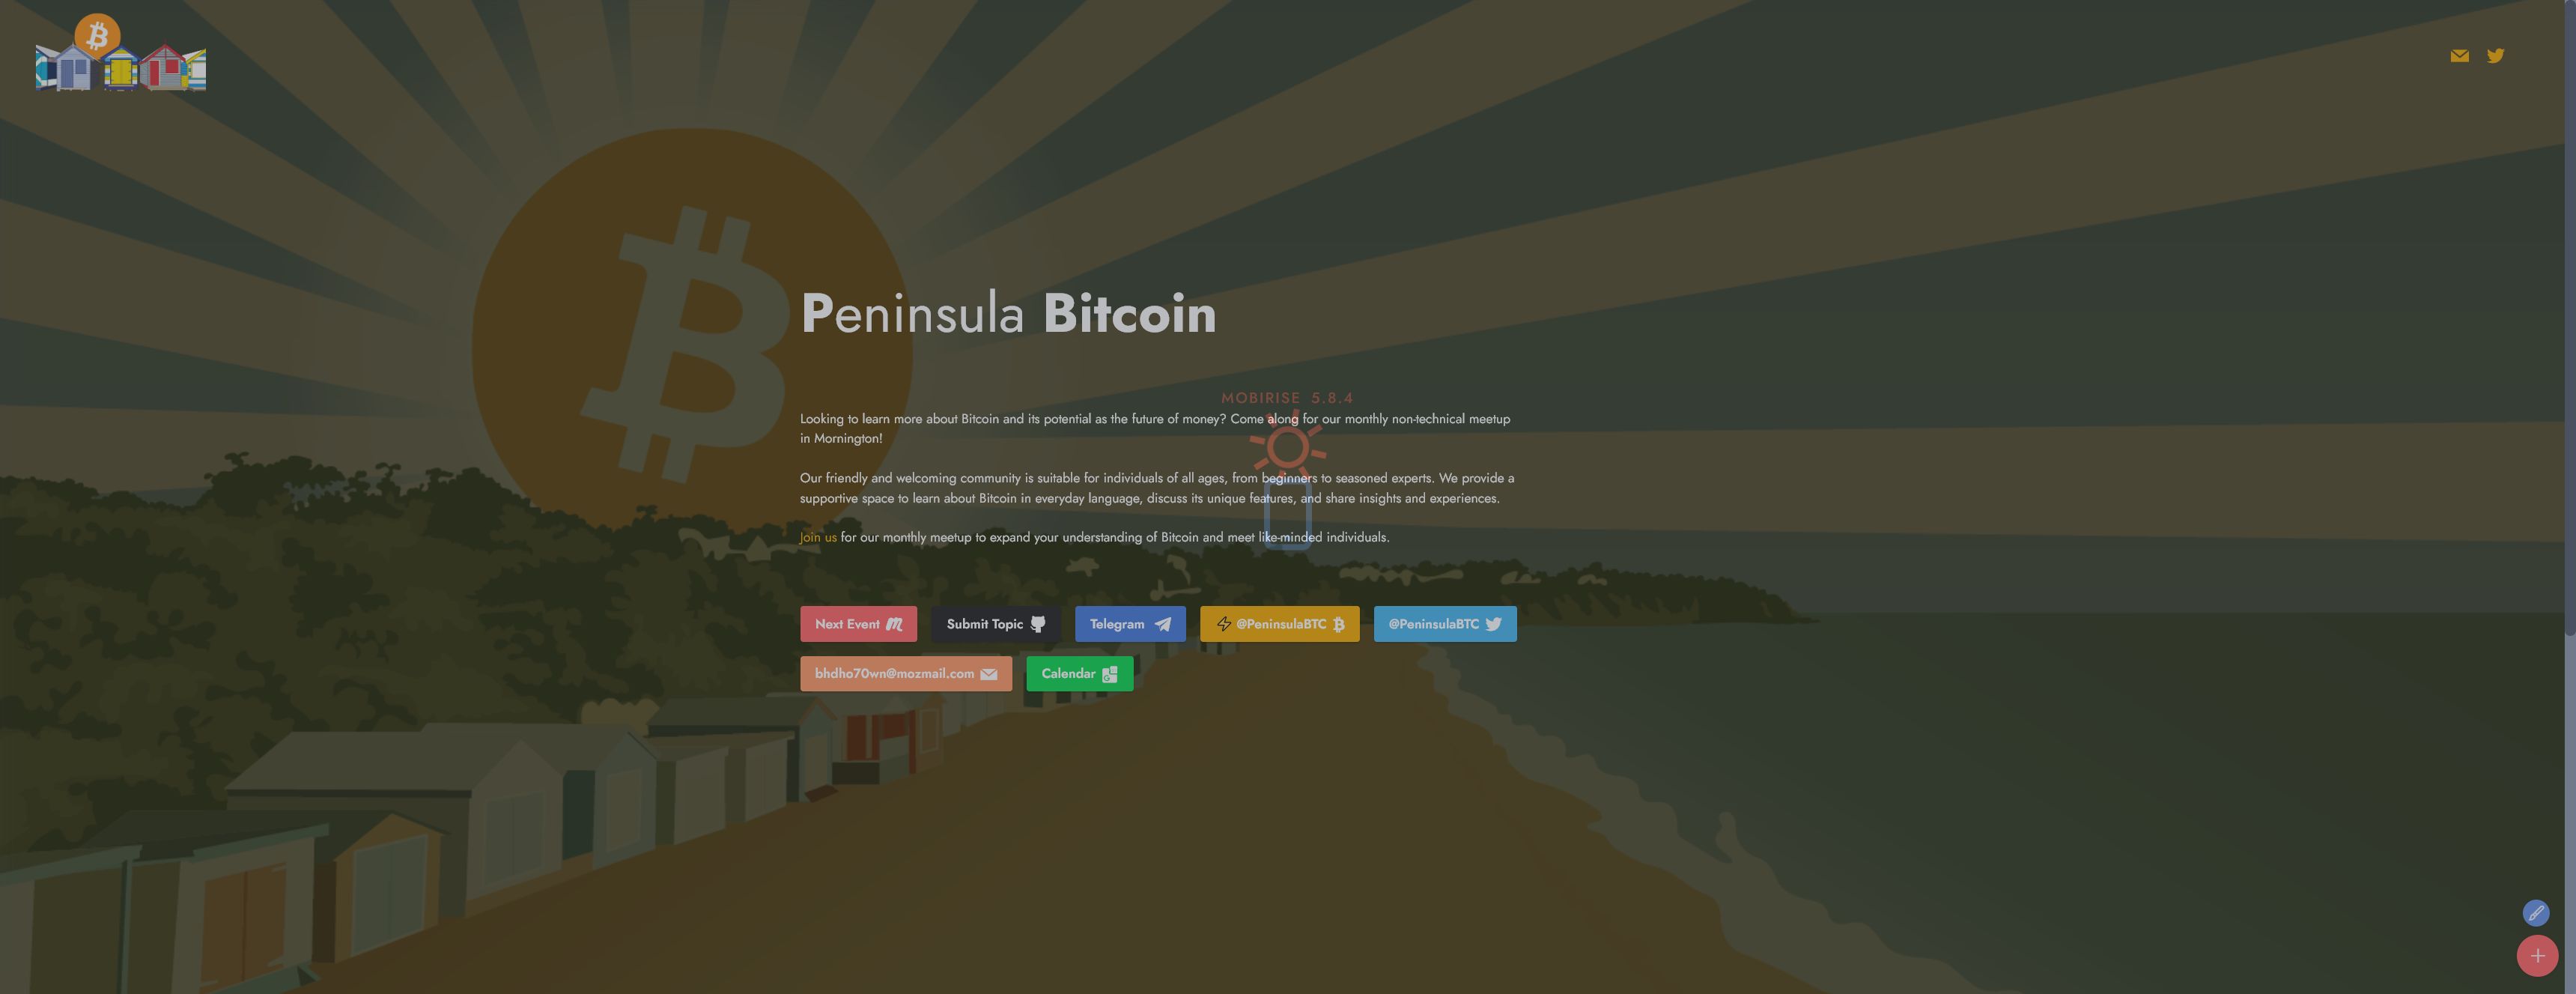 Peninsula Bitcoin
MOBIRISE 5.8.4
Looking to learn more about Bitcoin and its potential as the future of money? Come along for our monthly non-technical meetup
in Mornington!
Our friendly and welcoming community is suitable for individuals of all ages, from beginners to seasoned experts. We provide a
supportive space to learn about Bitcoin in everyday language, discuss its unique features, and share insights and experiences.
Join us for our monthly meetup to expand your understanding of Bitcoin and meet like-minded individuals.
Next Event
Submit Topic
Telegram
@PeninsulaBTC
@PeninsulaBTC
bhdho70wn@mozmail.com
Calendar